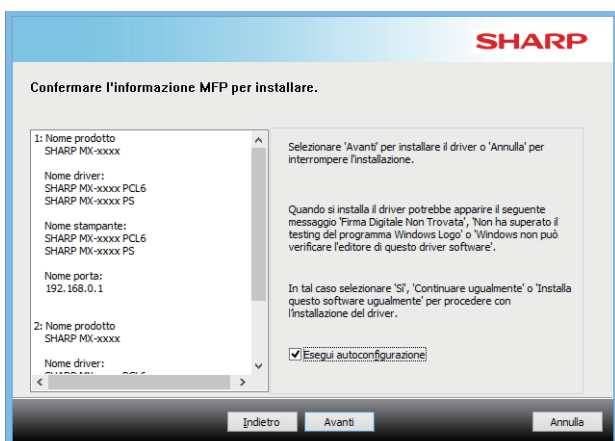 SHARP
Confermare l'informazione MFP per installare.
1: Nome prodotto
SHARP MX-xxxx
Nome driver:
SHARP MX-xxxx PCL6
SHARP MX-xxxx PS
Nome stampante:
SHARP MX-xxxx PCL6
SHARP MX-xxxx PS
Nome porta:
192.168.0.1
2: Nome prodotto
SHARP MX-xxxx
Nome driver:
Selezionare 'Avanti' per installare il driver o 'Annulla' per
interrompere l'installazione.
Quando si installa il driver potrebbe apparire il seguente
messaggio 'Firma Digitale Non Trovata', 'Non ha superato il
testing del programma Windows Logo' o 'Windows non può
verificare l'editore di questo driver software'.
In tal caso selezionare 'Sì', 'Continuare ugualmente' o 'Installa
questo software ugualmente' per procedere con
l'installazione del driver.
Esegui autoconfigurazione
Indietro
Avanti
Annulla